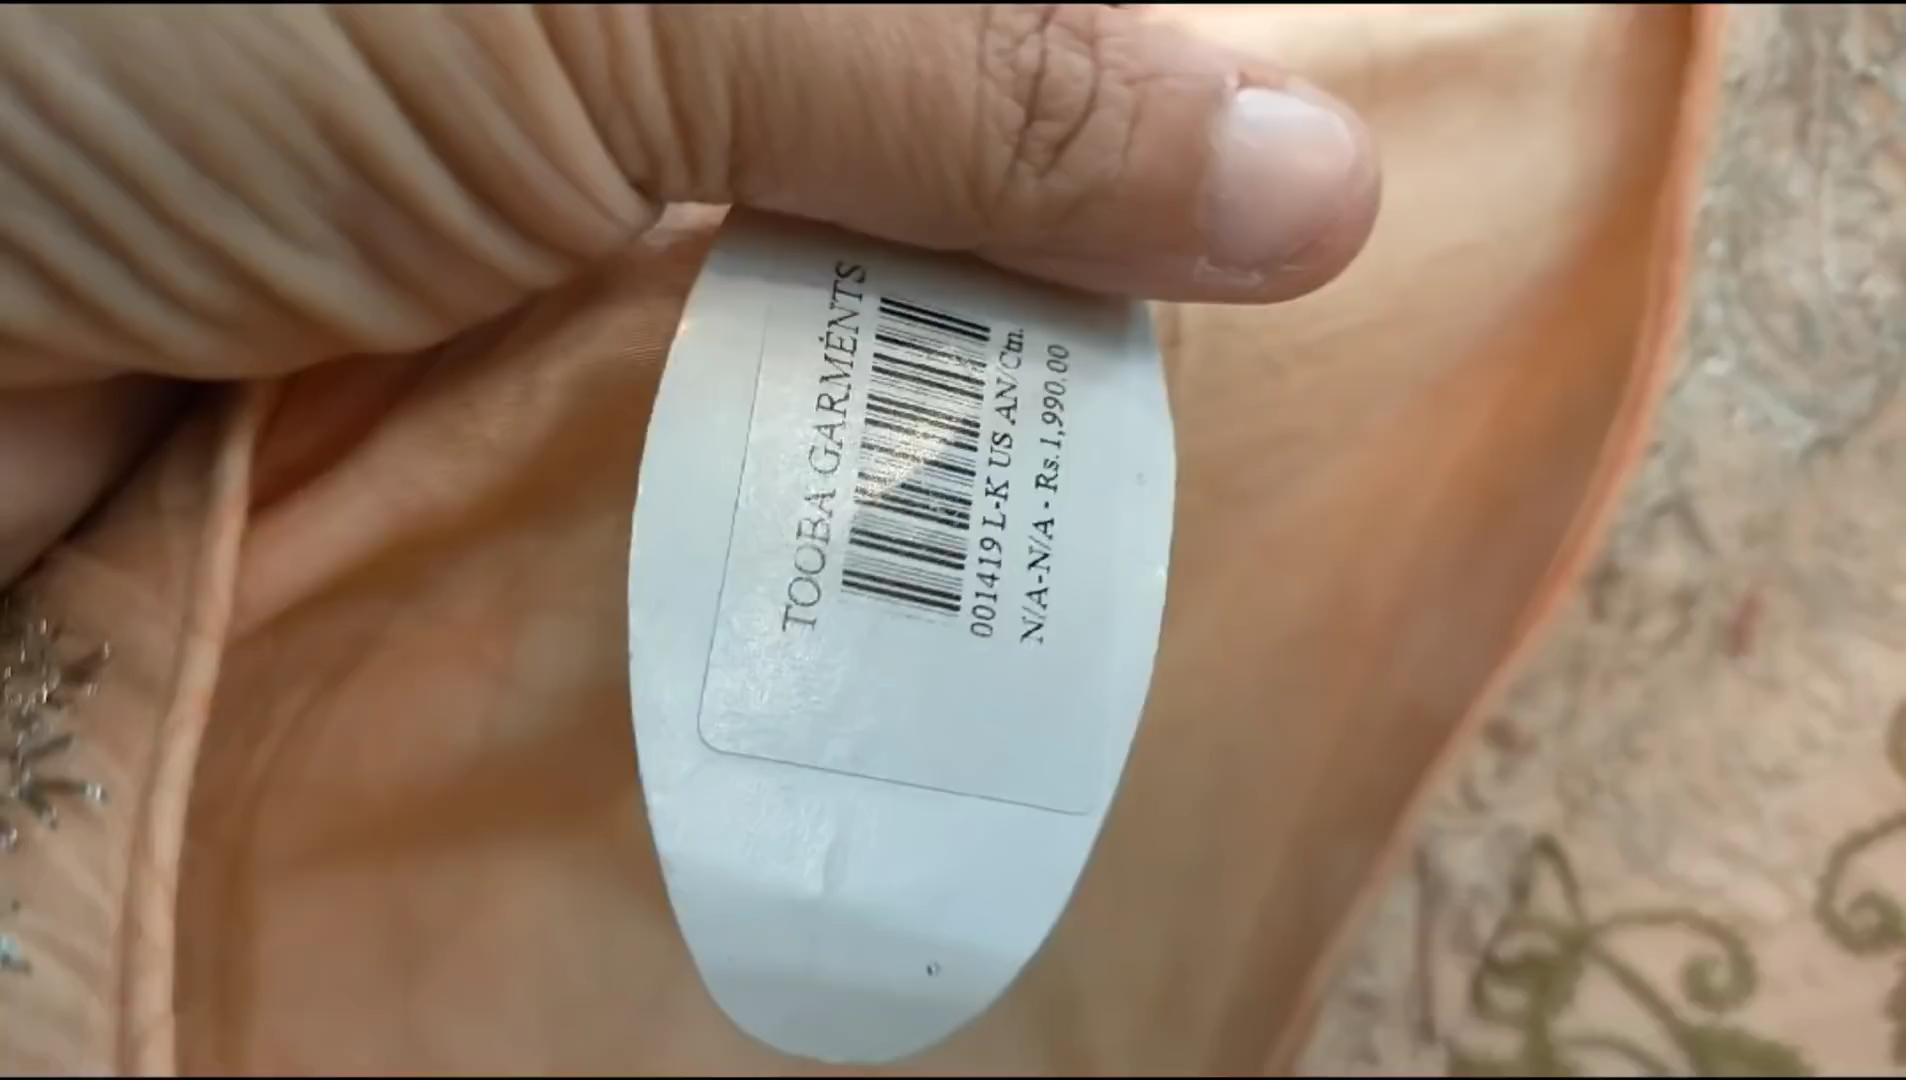 TOOBA GARMENTS
001419 L-K US AN/Ctn.
N/A-N/A - Rs.1,990.00